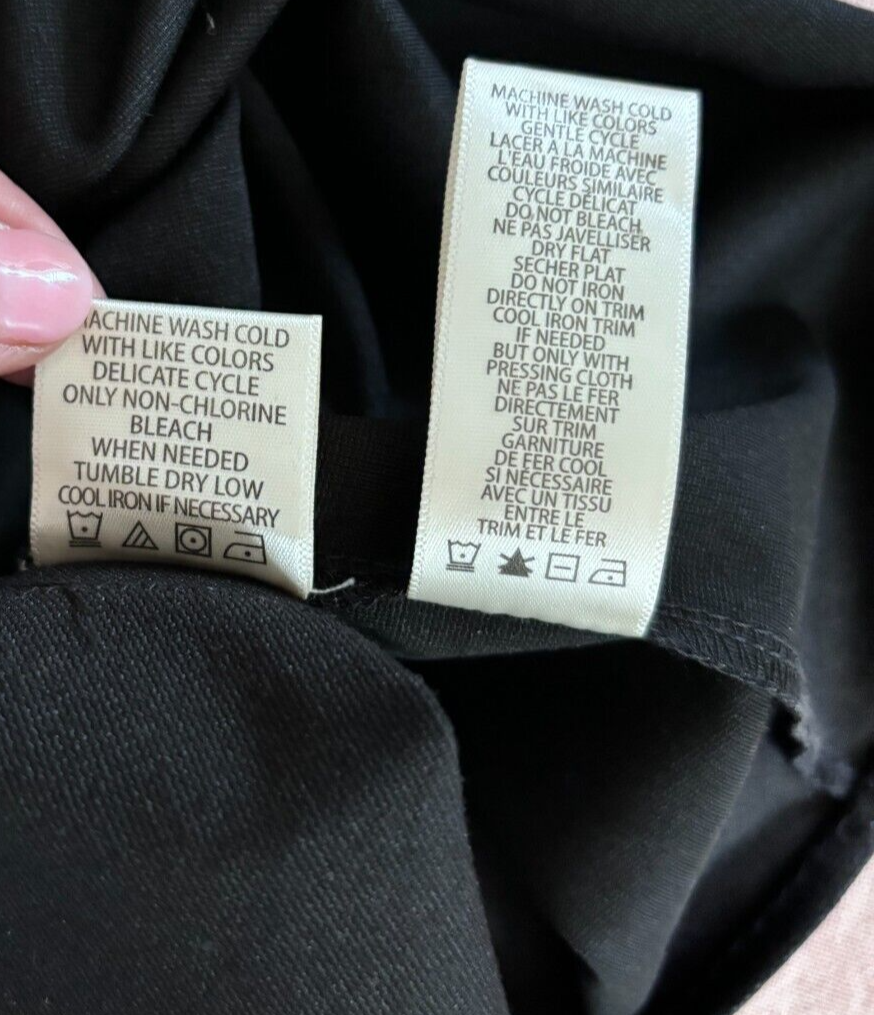 MACHINE WASH COLD
WITH LIKE COLORS
DELICATE CYCLE
ONLY NON-CHLORINE
BLEACH
WHEN NEEDED
TUMBLE DRY LOW
COOL IRON IF NECESSARY
MACHINE WASH COLD
WITH LIKE COLORS
GENTLE CYCLE
LACER A LA MACHINE
L'EAU FROIDE AVEC
COULEURS SIMILAIRE
CYCLE DÉLICAT
DO NOT BLEACH
NE PAS JAVELLISER
DRY FLAT
SECHER PLAT
DO NOT IRON
DIRECTLY ON TRIM
COOL IRON TRIM
IF NEEDED
BUT ONLY WITH
PRESSING CLOTH
NE PAS LE FER
DIRECTEMENT
SUR TRIM
GARNITURE
DE FER COOL
SI NÉCESSAIRE
AVEC UN TISSU
ENTRE LE
TRIM ET LE FER